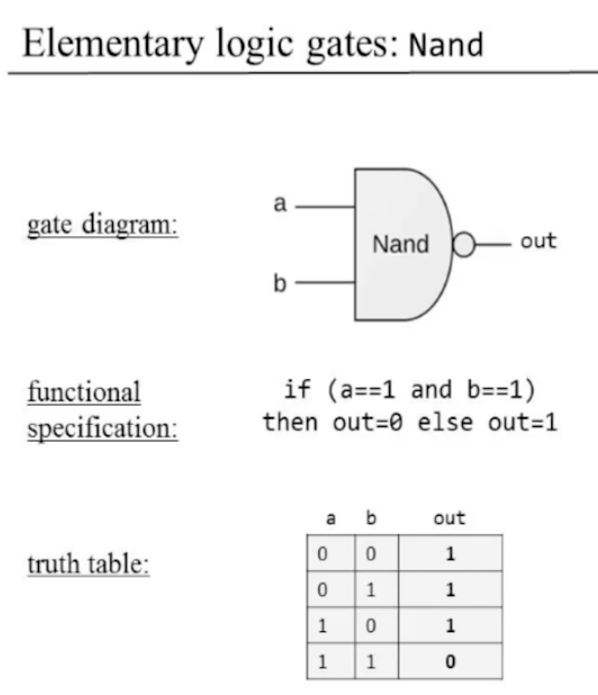 Elementary logic gates: Nand
gate diagram:
a
Nand
out
b
functional
specification:
if (a==1 and b==1)
then out=0 else out=1
truth table:
a b out
0 0 1
0 1 1
1 0 1
1 1 0